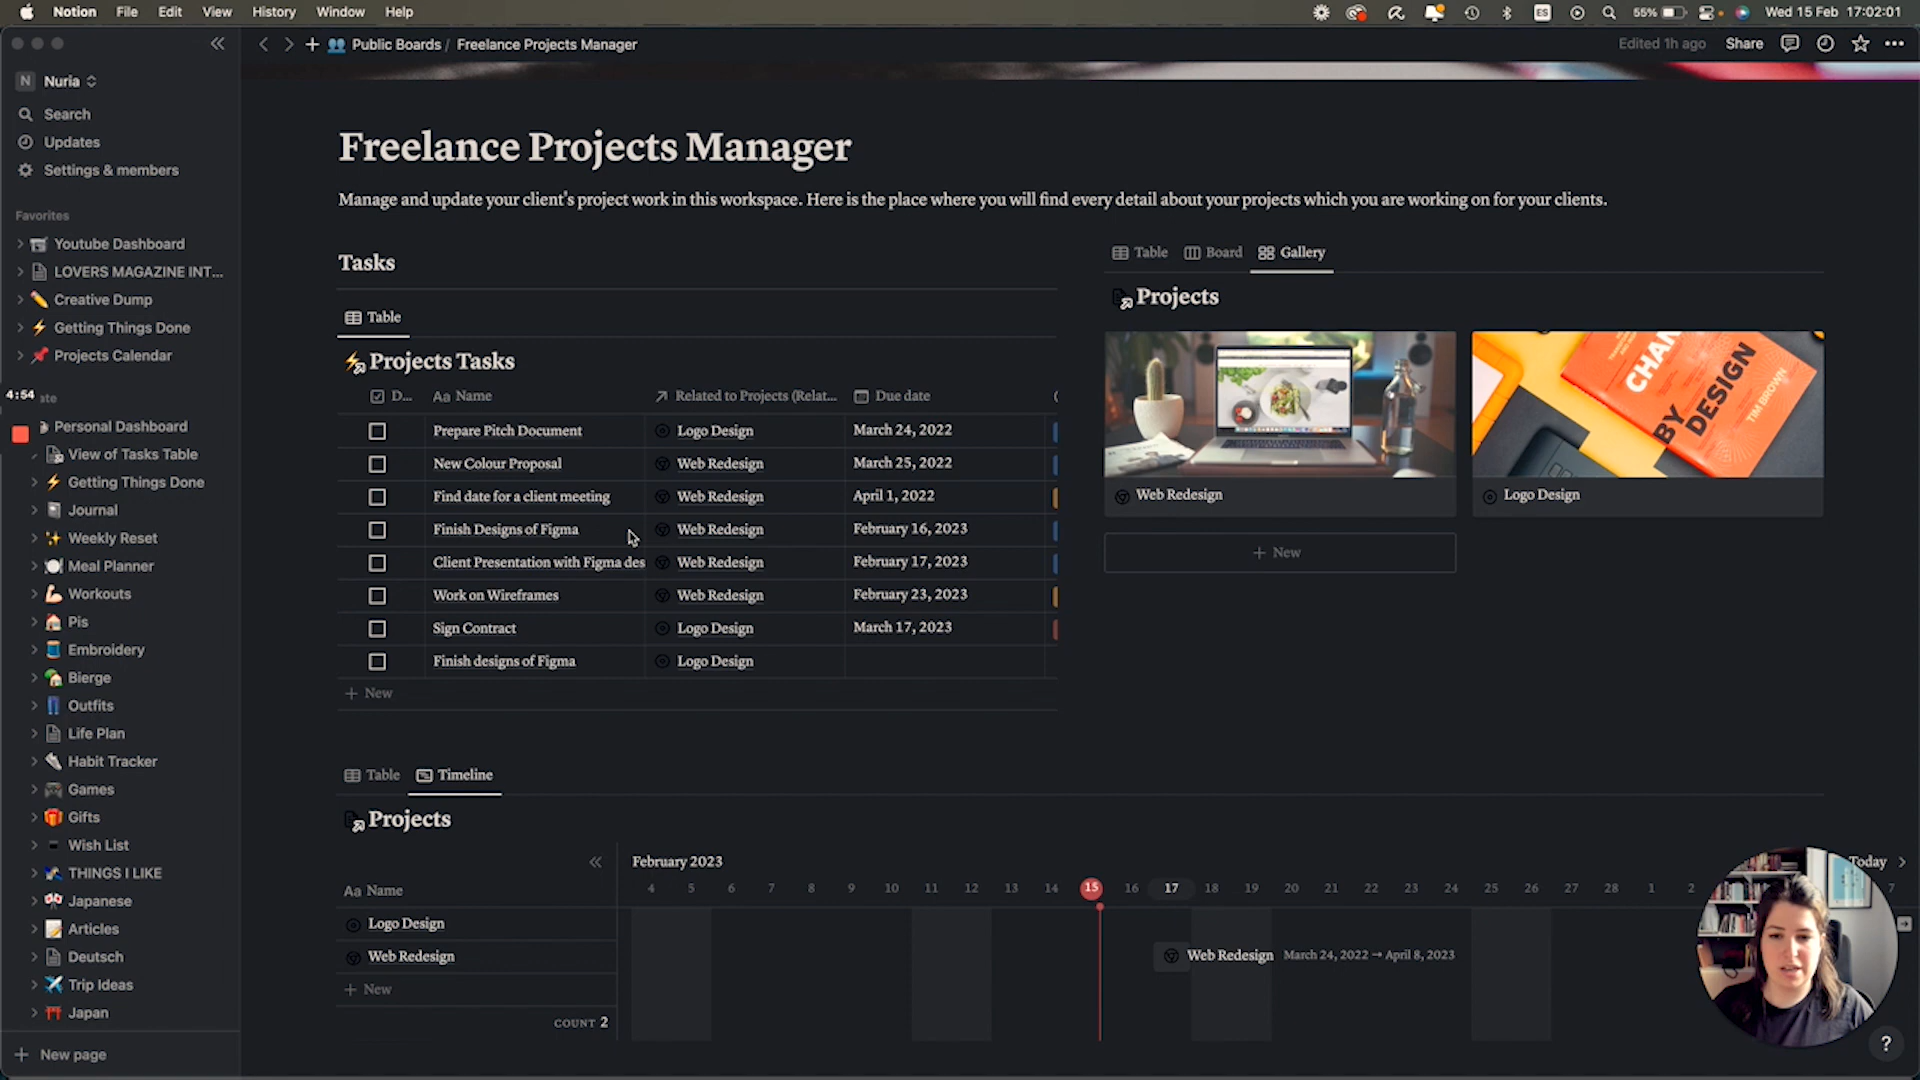 Notion File Edit View History Window Help
ES 55% Wed 15 Feb 17:02:01
Public Boards / Freelance Projects Manager
Edited 1h ago Share
N Nuria
Search
Updates
Settings & members
Favorites
Youtube Dashboard
LOVERS MAGAZINE INT...
Creative Dump
Getting Things Done
Projects Calendar
4:54 ate
Personal Dashboard
View of Tasks Table
Getting Things Done
Journal
Weekly Reset
Meal Planner
Workouts
Pis
Embroidery
Bierge
Outfits
Life Plan
Habit Tracker
Games
Gifts
Wish List
THINGS I LIKE
Japanese
Articles
Deutsch
Trip Ideas
Japan
New page
Freelance Projects Manager
Manage and update your client's project work in this workspace. Here is the place where you will find every detail about your projects which you are working on for your clients.
Tasks
Table
Projects Tasks
D... Aa Name Related to Projects (Relat... Due date
Prepare Pitch Document Logo Design March 24, 2022
New Colour Proposal Web Redesign March 25, 2022
Find date for a client meeting Web Redesign April 1, 2022
Finish Designs of Figma Web Redesign February 16, 2023
Client Presentation with Figma des Web Redesign February 17, 2023
Work on Wireframes Web Redesign February 23, 2023
Sign Contract Logo Design March 17, 2023
Finish designs of Figma Logo Design
+ New
Table Board Gallery
Projects
CHAN
BY DESIGN
TIM BROWN
Web Redesign
Logo Design
+ New
Table Timeline
Projects
February 2023 Today
Aa Name 4 5 6 7 8 9 10 11 12 13 14 15 16 17 18 19 20 21 22 23 24 25 26 27 28 1 2 7
Logo Design
Web Redesign
Web Redesign March 24, 2022 → April 8, 2023
+ New
COUNT 2
?